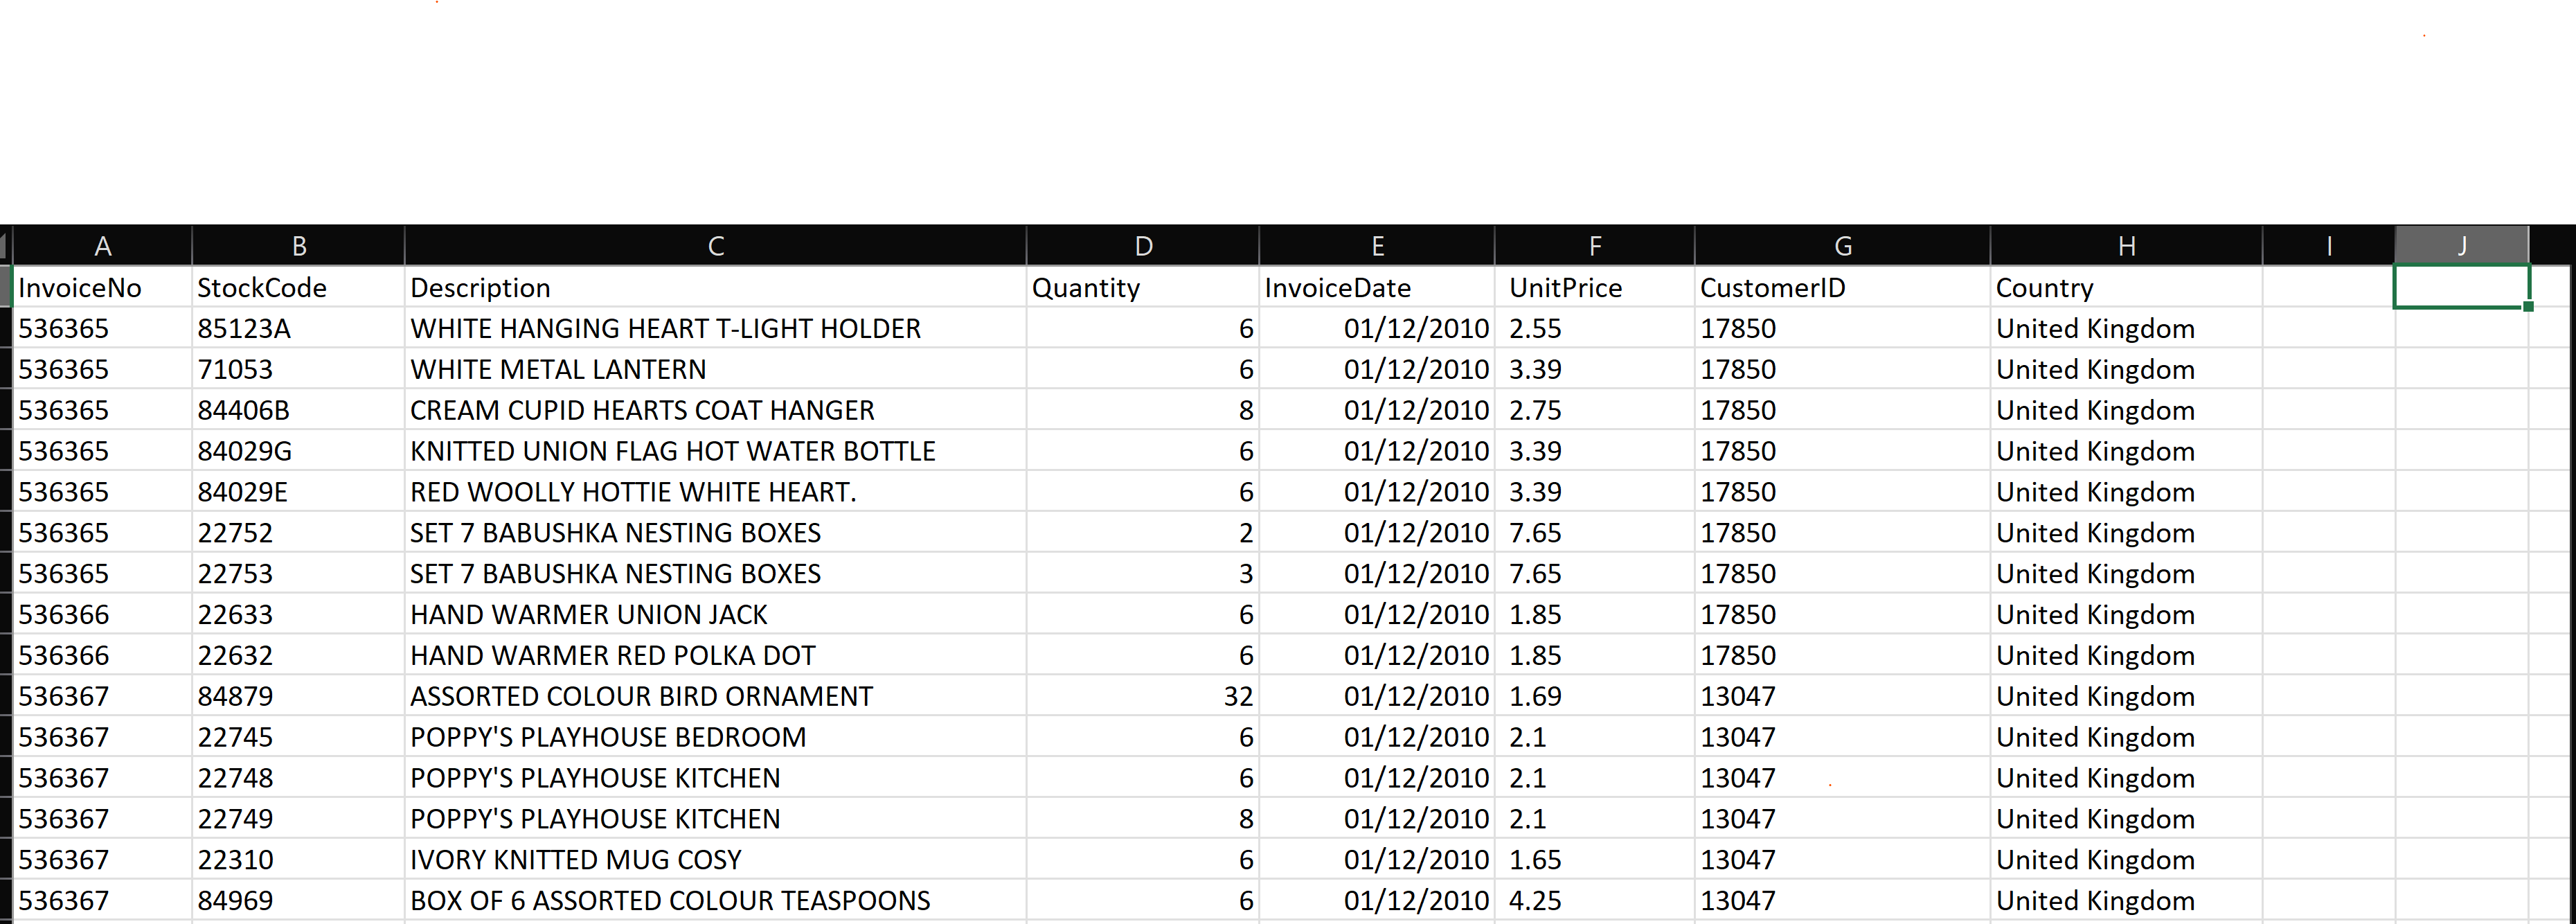 A B C D E F G H I J
InvoiceNo StockCode Description Quantity InvoiceDate UnitPrice CustomerID Country
536365 85123A WHITE HANGING HEART T-LIGHT HOLDER 6 01/12/2010 2.55 17850 United Kingdom
536365 71053 WHITE METAL LANTERN 6 01/12/2010 3.39 17850 United Kingdom
536365 84406B CREAM CUPID HEARTS COAT HANGER 8 01/12/2010 2.75 17850 United Kingdom
536365 84029G KNITTED UNION FLAG HOT WATER BOTTLE 6 01/12/2010 3.39 17850 United Kingdom
536365 84029E RED WOOLLY HOTTIE WHITE HEART. 6 01/12/2010 3.39 17850 United Kingdom
536365 22752 SET 7 BABUSHKA NESTING BOXES 2 01/12/2010 7.65 17850 United Kingdom
536365 22753 SET 7 BABUSHKA NESTING BOXES 3 01/12/2010 7.65 17850 United Kingdom
536366 22633 HAND WARMER UNION JACK 6 01/12/2010 1.85 17850 United Kingdom
536366 22632 HAND WARMER RED POLKA DOT 6 01/12/2010 1.85 17850 United Kingdom
536367 84879 ASSORTED COLOUR BIRD ORNAMENT 32 01/12/2010 1.69 13047 United Kingdom
536367 22745 POPPY'S PLAYHOUSE BEDROOM 6 01/12/2010 2.1 13047 United Kingdom
536367 22748 POPPY'S PLAYHOUSE KITCHEN 6 01/12/2010 2.1 13047 United Kingdom
536367 22749 POPPY'S PLAYHOUSE KITCHEN 8 01/12/2010 2.1 13047 United Kingdom
536367 22310 IVORY KNITTED MUG COSY 6 01/12/2010 1.65 13047 United Kingdom
536367 84969 BOX OF 6 ASSORTED COLOUR TEASPOONS 6 01/12/2010 4.25 13047 United Kingdom